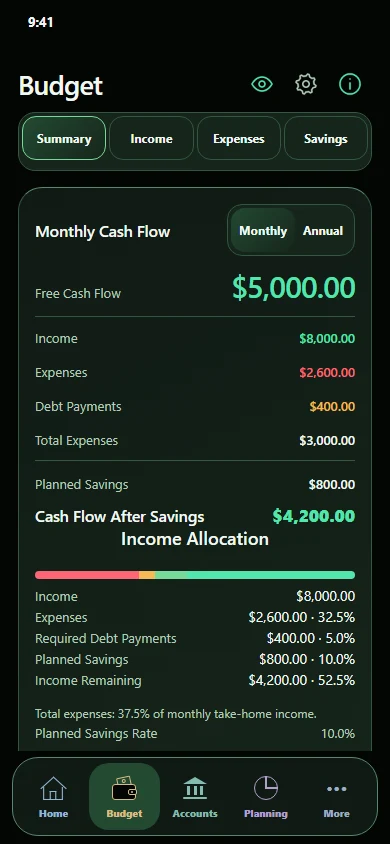 9:41
Budget
Summary Income Expenses Savings
Monthly Cash Flow Monthly Annual
Free Cash Flow $5,000.00
Income $8,000.00
Expenses $2,600.00
Debt Payments $400.00
Total Expenses $3,000.00
Planned Savings $800.00
Cash Flow After Savings $4,200.00
Income Allocation
Income $8,000.00
Expenses $2,600.00 · 32.5%
Required Debt Payments $400.00 · 5.0%
Planned Savings $800.00 · 10.0%
Income Remaining $4,200.00 · 52.5%
Total expenses: 37.5% of monthly take-home income.
Planned Savings Rate 10.0%
Home Budget Accounts Planning More